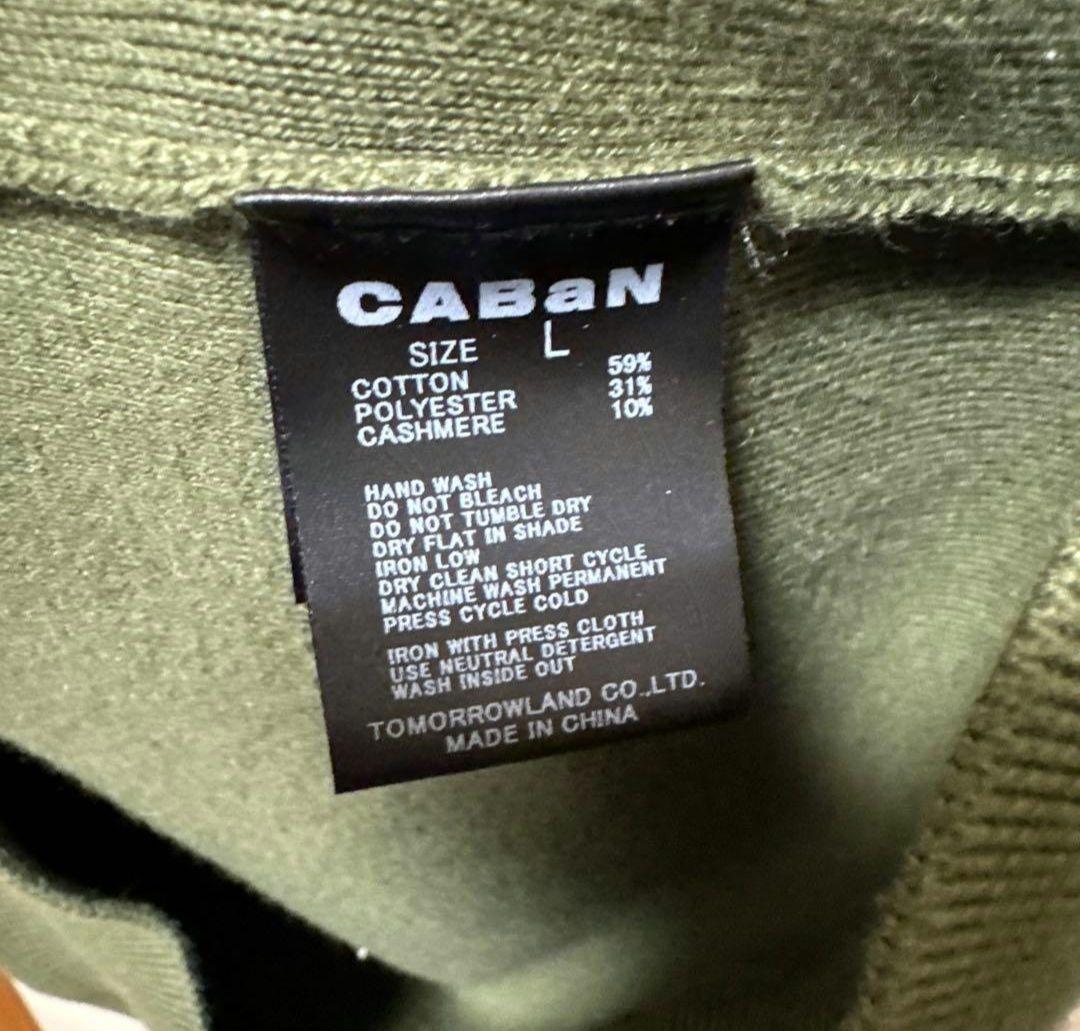 CABaN
SIZE L
COTTON 59%
POLYESTER 31%
CASHMERE 10%
HAND WASH
DO NOT BLEACH
DO NOT TUMBLE DRY
DRY FLAT IN SHADE
IRON LOW
DRY CLEAN SHORT CYCLE
MACHINE WASH PERMANENT
PRESS CYCLE COLD
IRON WITH PRESS CLOTH
USE NEUTRAL DETERGENT
WASH INSIDE OUT
TOMORROWLAND CO.,LTD.
MADE IN CHINA